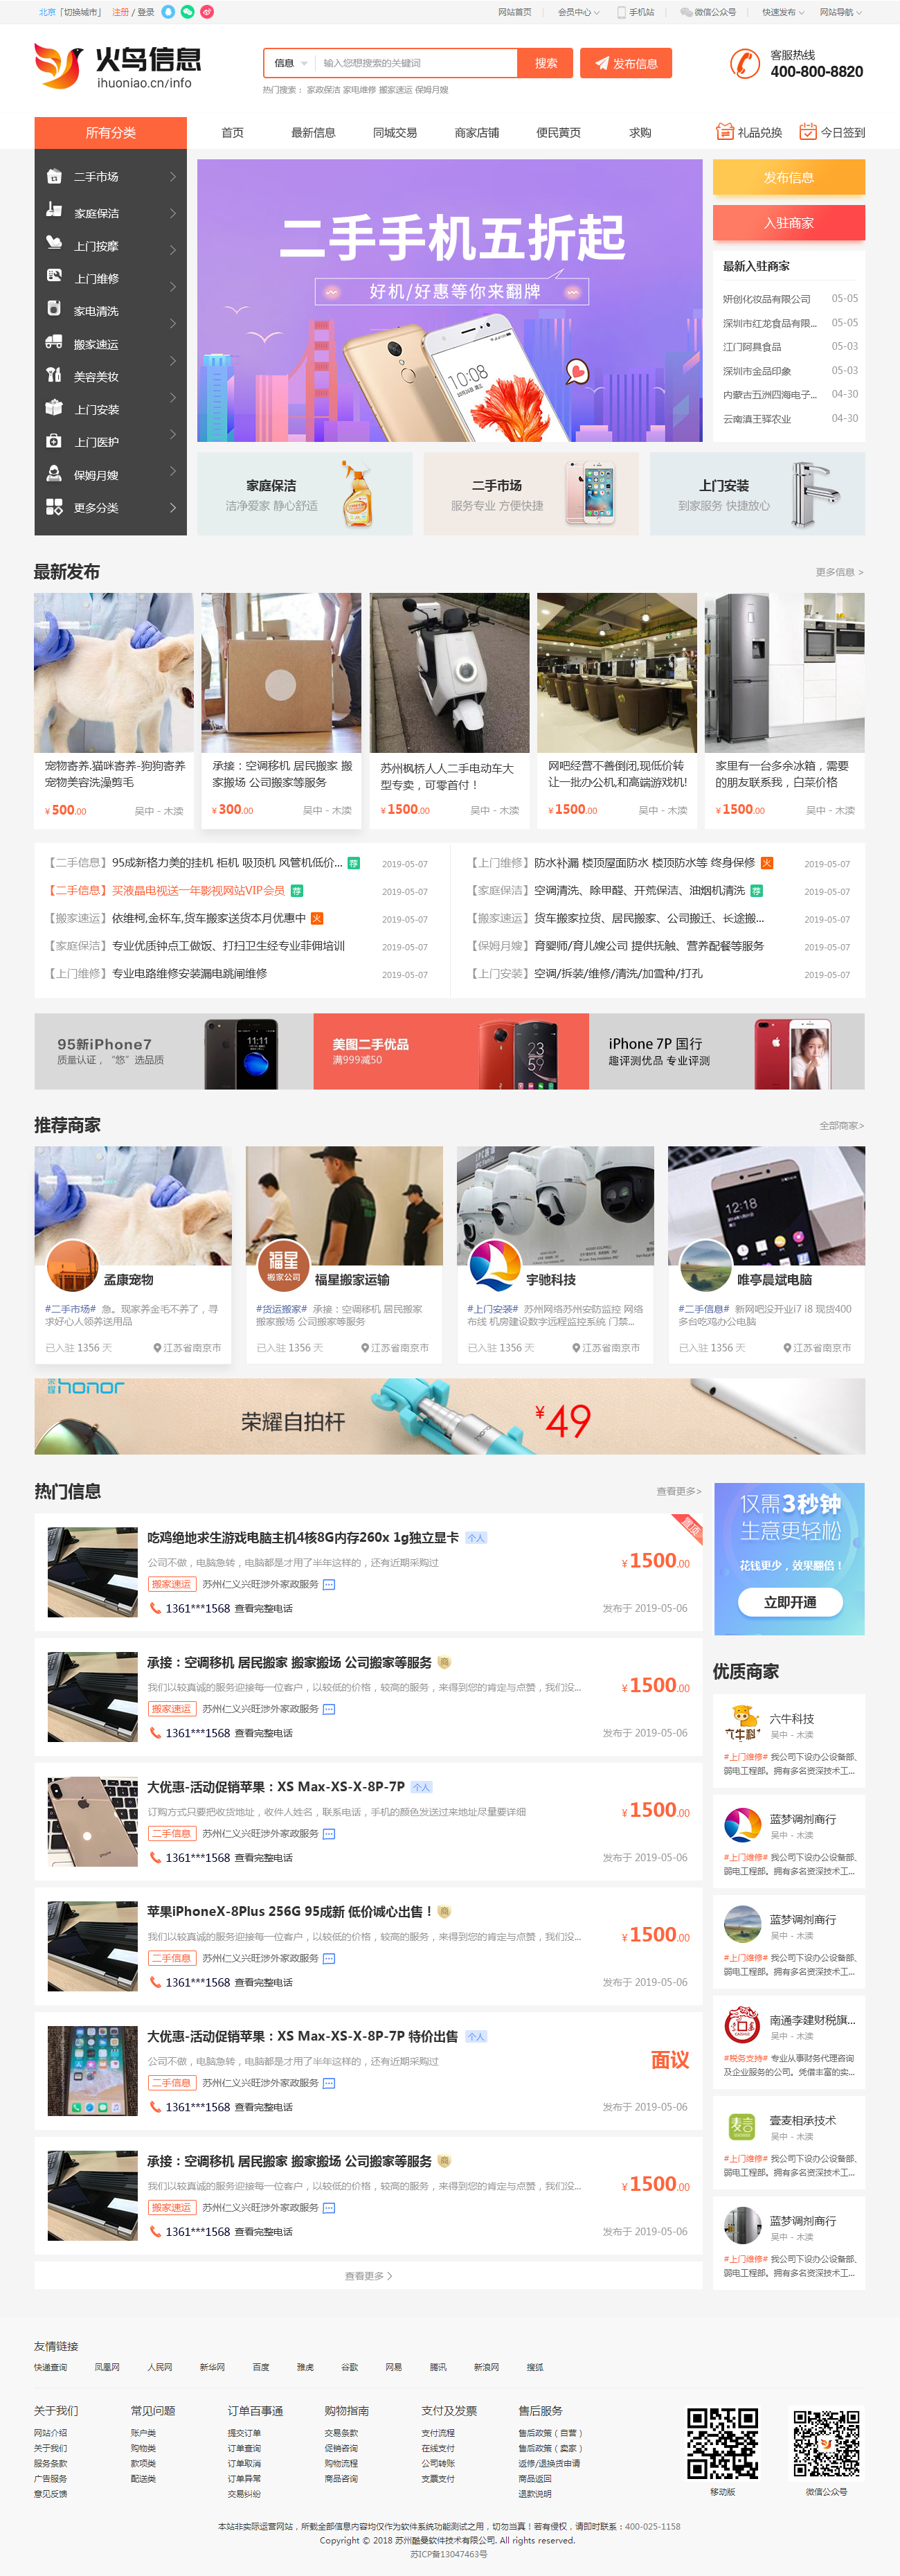 北京「切换城市」 注册 / 登录
网站首页 会员中心 手机站 微信公众号 快速发布 网站导航
火鸟信息
ihuoniao.cn/info
信息 输入您想搜索的关键词 搜索 发布信息
热门搜索： 家政保洁 家电维修 搬家速运 保姆月嫂
客服热线
400-800-8820
所有分类 首页 最新信息 同城交易 商家店铺 便民黄页 求购 礼品兑换 今日签到
二手市场
家庭保洁
上门按摩
上门维修
家电清洗
搬家速运
美容美妆
上门安装
上门医护
保姆月嫂
更多分类
二手手机五折起
好机/好惠等你来翻牌
10:08
发布信息
入驻商家
最新入驻商家
妍创化妆品有限公司 05-05
深圳市红龙食品有限... 05-05
江门阿具食品 05-03
深圳市金品印象 05-03
内蒙古五洲四海电子... 04-30
云南滇王驿农业 04-30
家庭保洁
洁净爱家 静心舒适
二手市场
服务专业 方便快捷
上门安装
到家服务 快捷放心
最新发布 更多信息 >
宠物寄养.猫咪寄养-狗狗寄养
宠物美容洗澡剪毛
¥500.00 吴中 - 木渎
承接：空调移机 居民搬家 搬
家搬场 公司搬家等服务
¥300.00 吴中 - 木渎
苏州枫桥人人二手电动车大
型专卖，可零首付！
¥1500.00 吴中 - 木渎
网吧经营不善倒闭,现低价转
让一批办公机,和高端游戏机!
¥1500.00 吴中 - 木渎
家里有一台多余冰箱，需要
的朋友联系我，白菜价格
¥1500.00 吴中 - 木渎
【二手信息】95成新格力美的挂机 柜机 吸顶机 风管机低价... 荐 2019-05-07
【二手信息】买液晶电视送一年影视网站VIP会员 荐 2019-05-07
【搬家速运】依维柯,金杯车,货车搬家送货本月优惠中 火 2019-05-07
【家庭保洁】专业优质钟点工做饭、打扫卫生经专业菲佣培训 2019-05-07
【上门维修】专业电路维修安装漏电跳闸维修 2019-05-07
【上门维修】防水补漏 楼顶屋面防水 楼顶防水等 终身保修 火 2019-05-07
【家庭保洁】空调清洗、除甲醛、开荒保洁、油烟机清洗 荐 2019-05-07
【搬家速运】货车搬家拉货、居民搬家、公司搬迁、长途搬... 2019-05-07
【保姆月嫂】育婴师/育儿嫂公司 提供抚触、营养配餐等服务 2019-05-07
【上门安装】空调/拆装/维修/清洗/加雪种/打孔 2019-05-07
95新iPhone7
质量认证，“悠”选品质
美图二手优品
满999减50
iPhone 7P 国行
趣评测优品 专业评测
推荐商家 全部商家>
孟康宠物
#二手市场# 急。现家养金毛不养了，寻
求好心人领养送用品
已入驻 1356 天 江苏省南京市
福星
搬家公司
福星搬家运输
#货运搬家# 承接：空调移机 居民搬家
搬家搬场 公司搬家等服务
已入驻 1356 天 江苏省南京市
宇驰科技
#上门安装# 苏州网络苏州安防监控 网络
布线 机房建设数字远程监控系统 门禁...
已入驻 1356 天 江苏省南京市
12:18
唯亭晨斌电脑
#二手信息# 新网吧没开业i7 i8 现货400
多台吃鸡办公电脑
已入驻 1356 天 江苏省南京市
荣耀 honor
荣耀自拍杆 ¥49
热门信息 查看更多>
吃鸡绝地求生游戏电脑主机4核8G内存260x 1g独立显卡 个人
置顶
公司不做，电脑急转，电脑都是才用了半年这样的，还有近期采购过
¥1500.00
搬家速运 苏州仁义兴旺涉外家政服务
1361***1568 查看完整电话 发布于 2019-05-06
承接：空调移机 居民搬家 搬家搬场 公司搬家等服务 商
我们以较真诚的服务迎接每一位客户，以较低的价格，较高的服务，来得到您的肯定与点赞，我们没...
¥1500.00
搬家速运 苏州仁义兴旺涉外家政服务
1361***1568 查看完整电话 发布于 2019-05-06
大优惠-活动促销苹果：XS Max-XS-X-8P-7P 个人
订购方式只要把收货地址，收件人姓名，联系电话，手机的颜色发送过来地址尽量要详细
¥1500.00
二手信息 苏州仁义兴旺涉外家政服务
1361***1568 查看完整电话 发布于 2019-05-06
苹果iPhoneX-8Plus 256G 95成新 低价诚心出售！ 商
我们以较真诚的服务迎接每一位客户，以较低的价格，较高的服务，来得到您的肯定与点赞，我们没...
¥1500.00
二手信息 苏州仁义兴旺涉外家政服务
1361***1568 查看完整电话 发布于 2019-05-06
大优惠-活动促销苹果：XS Max-XS-X-8P-7P 特价出售 个人
公司不做，电脑急转，电脑都是才用了半年这样的，还有近期采购过
面议
二手信息 苏州仁义兴旺涉外家政服务
1361***1568 查看完整电话 发布于 2019-05-06
承接：空调移机 居民搬家 搬家搬场 公司搬家等服务 商
我们以较真诚的服务迎接每一位客户，以较低的价格，较高的服务，来得到您的肯定与点赞，我们没...
¥1500.00
搬家速运 苏州仁义兴旺涉外家政服务
1361***1568 查看完整电话 发布于 2019-05-06
查看更多 >
仅需3秒钟
生意更轻松
花钱更少，效果翻倍！
立即开通
优质商家
六牛科技
吴中 - 木渎
#上门维修# 我公司下设办公设备部、
弱电工程部。拥有多名资深技术工...
蓝梦调剂商行
吴中 - 木渎
#上门维修# 我公司下设办公设备部、
弱电工程部。拥有多名资深技术工...
蓝梦调剂商行
吴中 - 木渎
#上门维修# 我公司下设办公设备部、
弱电工程部。拥有多名资深技术工...
南通李建财税旗...
吴中 - 木渎
#税务支持# 专业从事财务代理咨询
及企业服务的公司。凭借丰富的实...
麦言
壹麦相承技术
吴中 - 木渎
#上门维修# 我公司下设办公设备部、
弱电工程部。拥有多名资深技术工...
蓝梦调剂商行
吴中 - 木渎
#上门维修# 我公司下设办公设备部、
弱电工程部。拥有多名资深技术工...
友情链接
快递查询 凤凰网 人民网 新华网 百度 雅虎 谷歌 网易 腾讯 新浪网 搜狐
关于我们 常见问题 订单百事通 购物指南 支付及发票 售后服务
网站介绍 账户类 提交订单 交易条款 支付流程 售后政策（自营）
关于我们 购物类 订单查询 促销咨询 在线支付 售后政策（卖家）
服务条款 款项类 订单取消 购物流程 公司转账 返修/退换货申请
广告服务 配送类 订单异常 商品咨询 支票支付 商品返回
意见反馈 交易纠纷 退款说明
移动版 微信公众号
本站非实际运营网站，所载全部信息内容均仅作为软件系统功能测试之用，切勿当真！若有侵权，请即时联系：400-025-1158
Copyright © 2018 苏州酷曼软件技术有限公司. All rights reserved.
苏ICP备13047463号